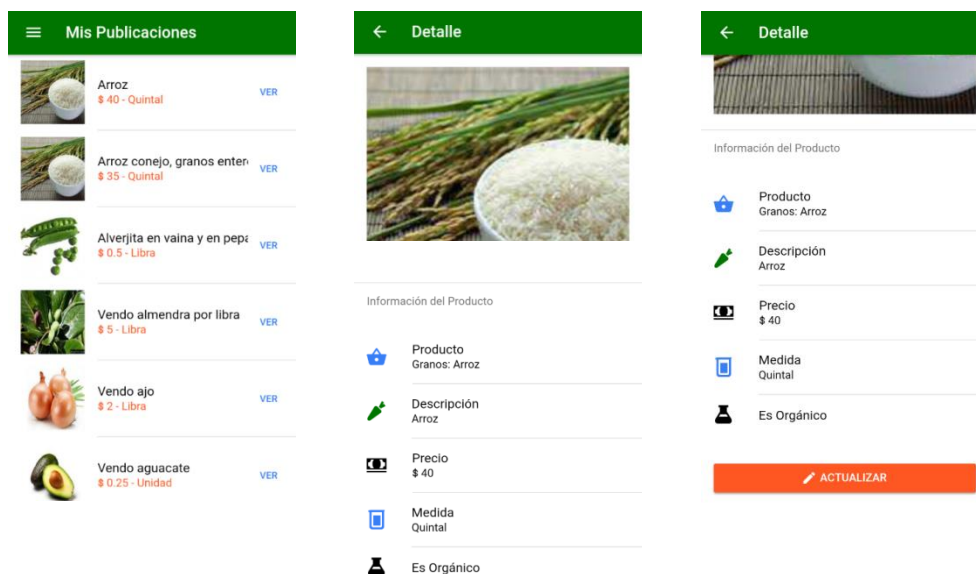 Mis Publicaciones
Arroz
$ 40 - Quintal
VER
Arroz conejo, granos entero
$ 35 - Quintal
VER
Alverjita en vaina y en pepa
$ 0.5 - Libra
VER
Vendo almendra por libra
$ 5 - Libra
VER
Vendo ajo
$ 2 - Libra
VER
Vendo aguacate
$ 0.25 - Unidad
VER
Detalle
Información del Producto
Producto
Granos: Arroz
Descripción
Arroz
Precio
$ 40
Medida
Quintal
Es Orgánico
Detalle
Información del Producto
Producto
Granos: Arroz
Descripción
Arroz
Precio
$ 40
Medida
Quintal
Es Orgánico
ACTUALIZAR